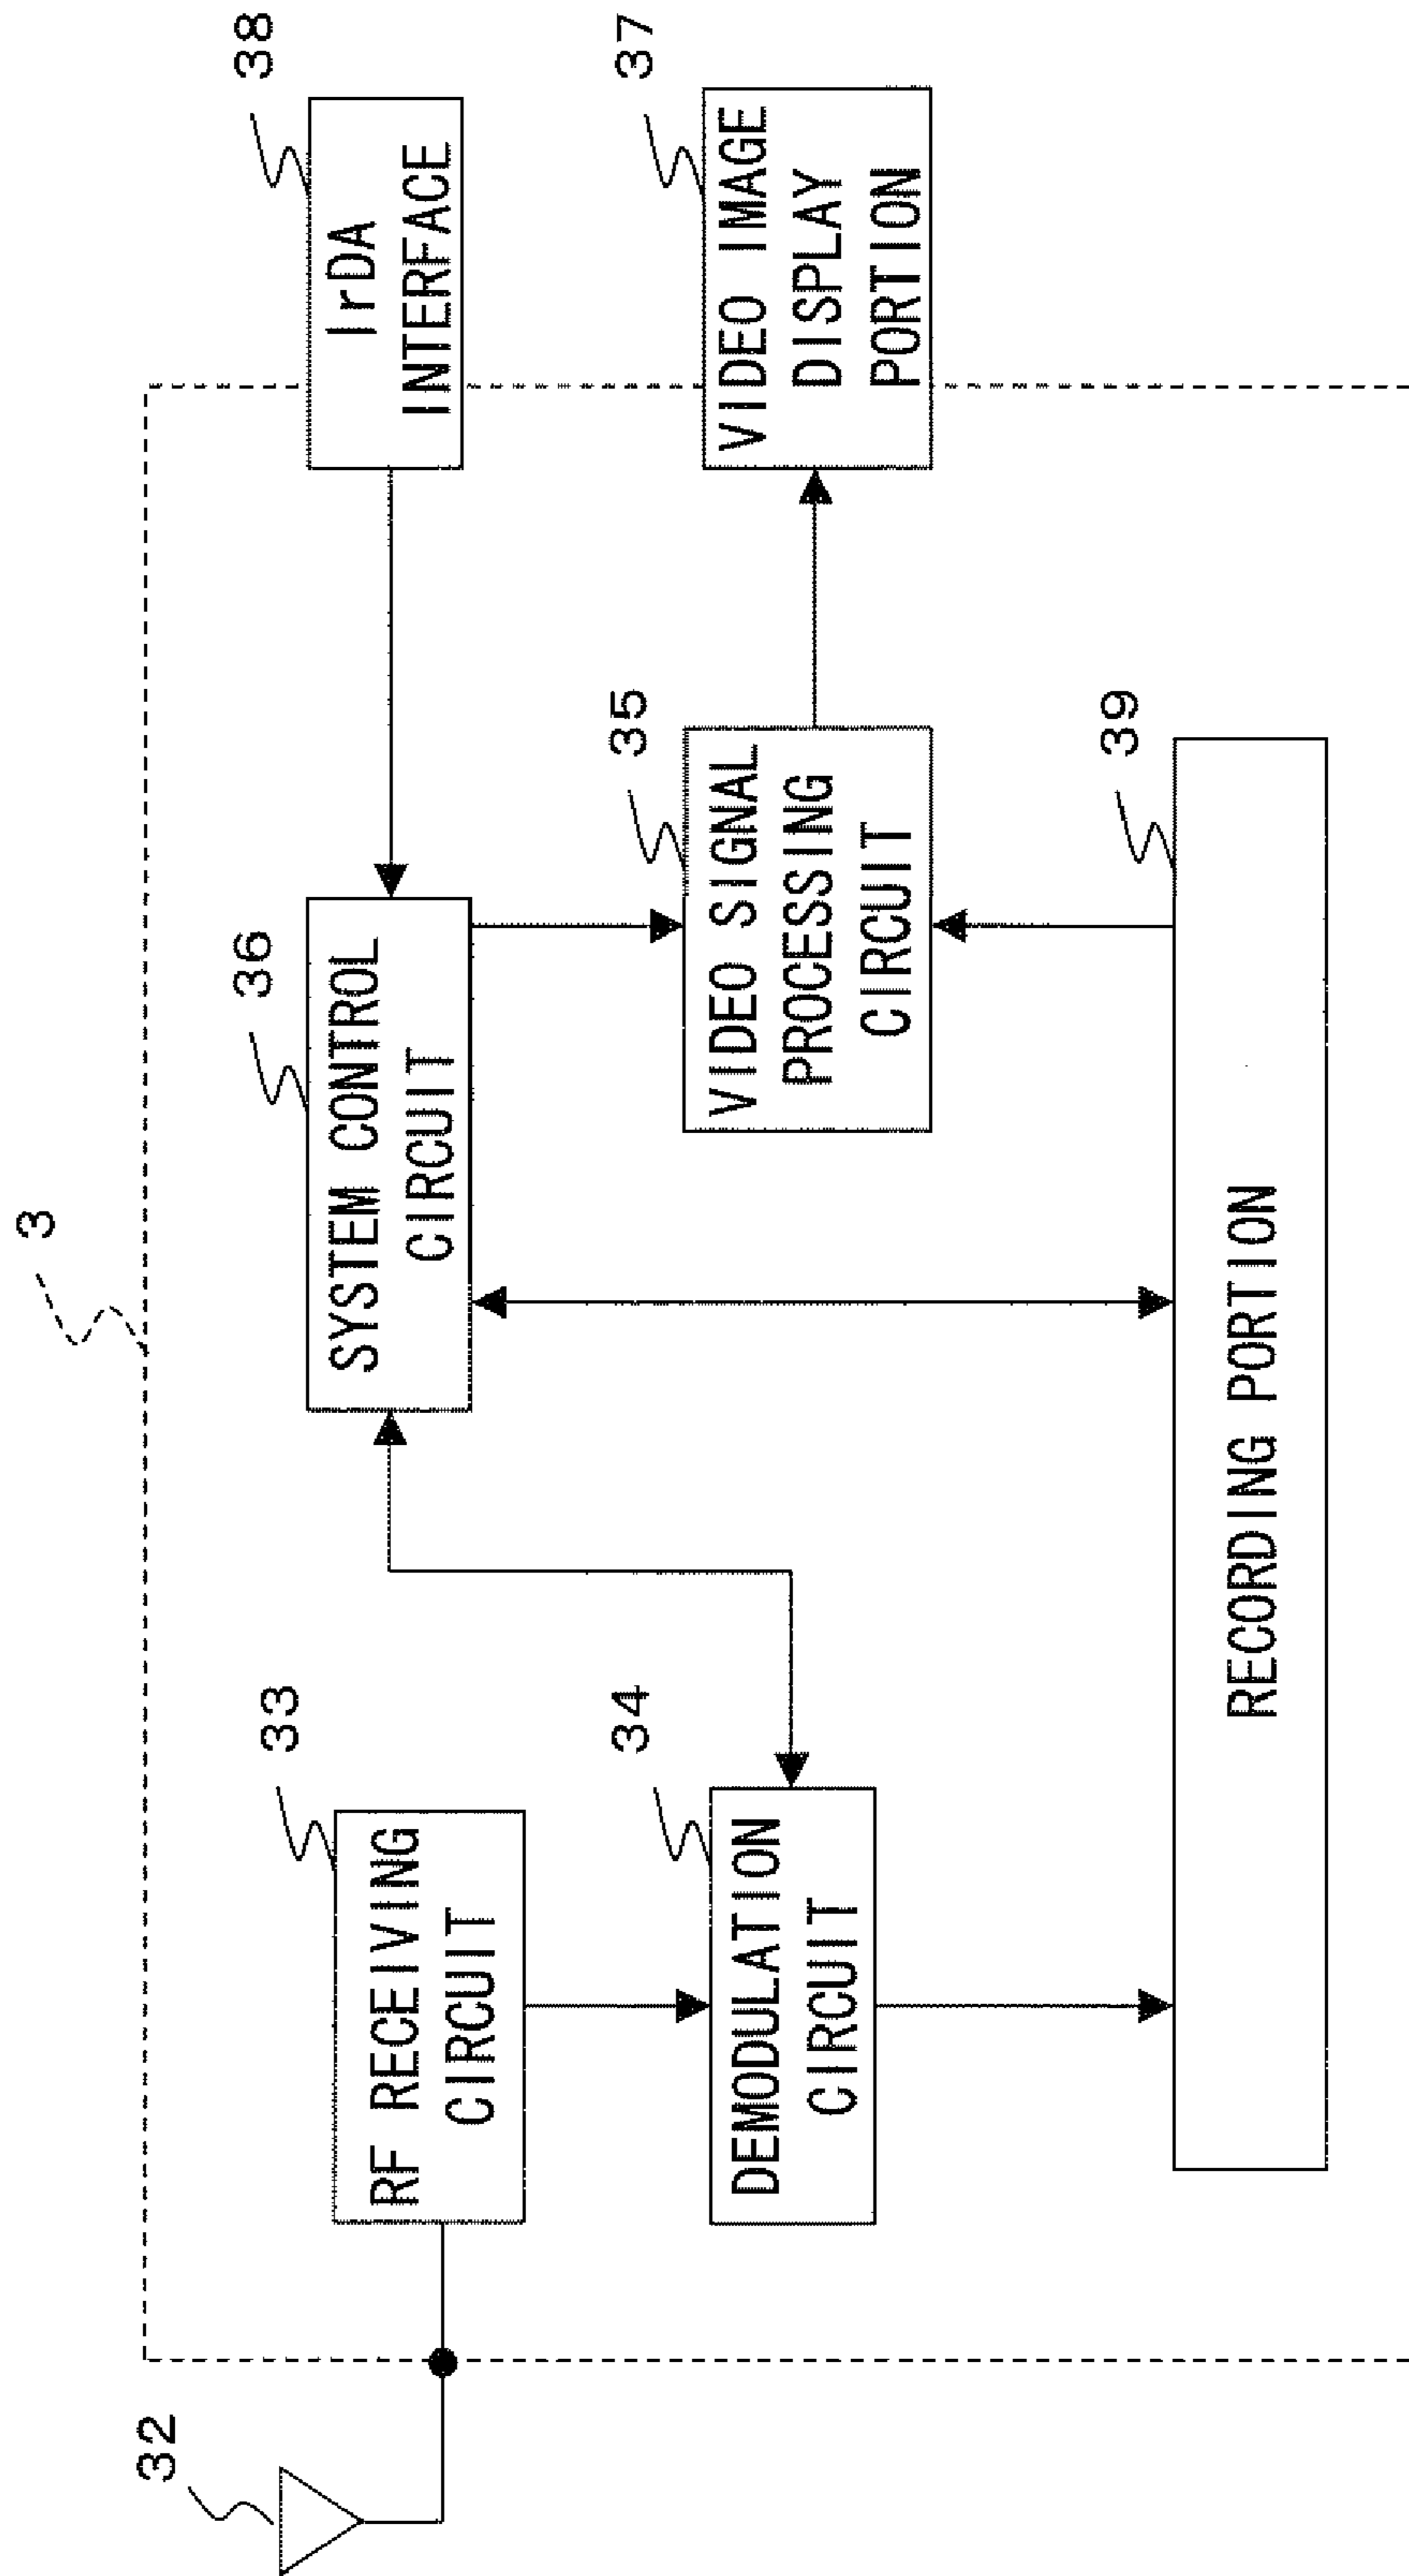 3
32
33
RF RECEIVING
CIRCUIT
34
DEMODULATION
CIRCUIT
36
SYSTEM CONTROL
CIRCUIT
35
VIDEO SIGNAL
PROCESSING
CIRCUIT
38
IrDA
INTERFACE
37
VIDEO IMAGE
DISPLAY
PORTION
39
RECORDING PORTION